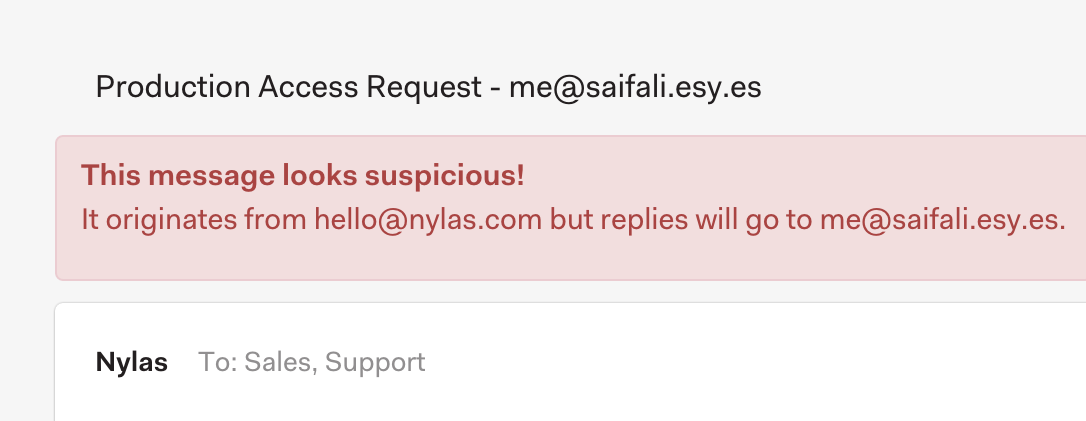 Production Access Request - me@saifali.esy.es
This message looks suspicious!
It originates from hello@nylas.com but replies will go to me@saifali.esy.es.
Nylas To: Sales, Support